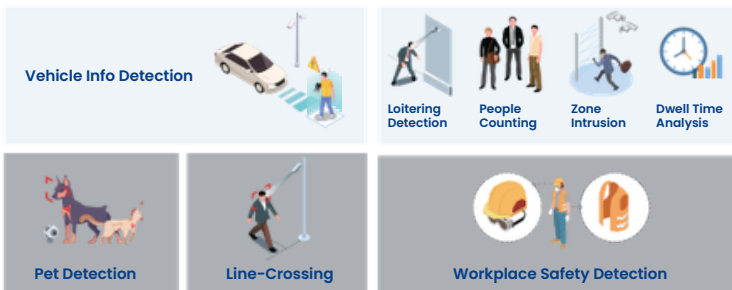 Vehicle Info Detection
Loitering
Detection
People
Counting
Zone
Intrusion
Dwell Time
Analysis
Pet Detection
Line-Crossing
Workplace Safety Detection